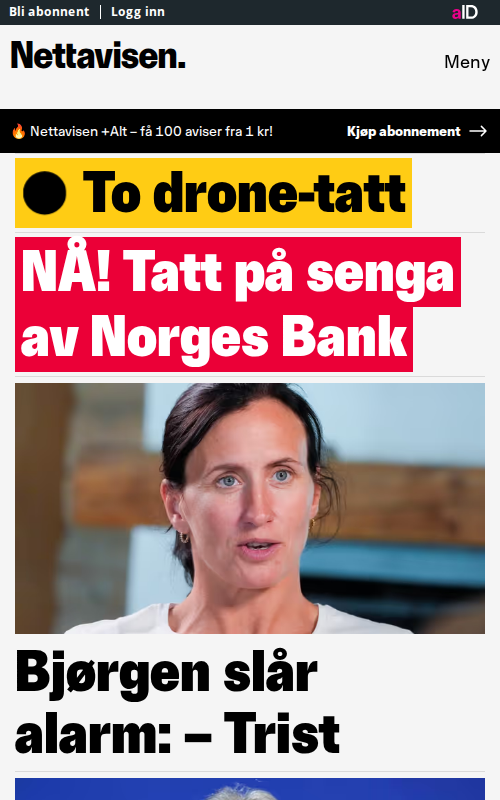 Bli abonnent
Logg inn
aID
Nettavisen.
Meny
🔥 Nettavisen +Alt – få 100 aviser fra 1 kr!
Kjøp abonnement →
To drone-tatt
NÅ! Tatt på senga
av Norges Bank
Bjørgen slår
alarm: – Trist